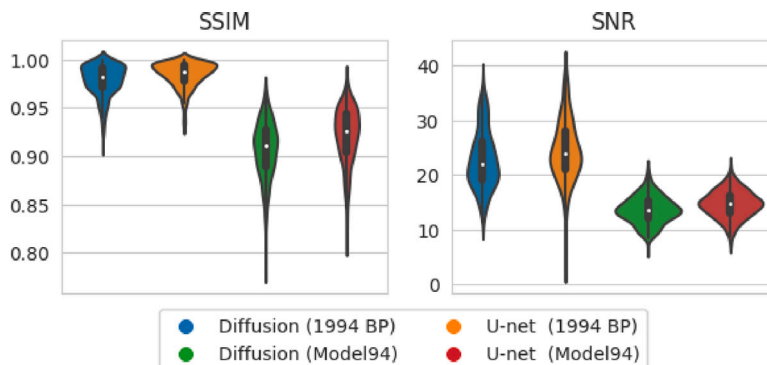 SSIM
1.00
0.95
0.90
0.85
0.80
SNR
40
30
20
10
0
Diffusion (1994 BP)
U-net (1994 BP)
Diffusion (Model94)
U-net (Model94)